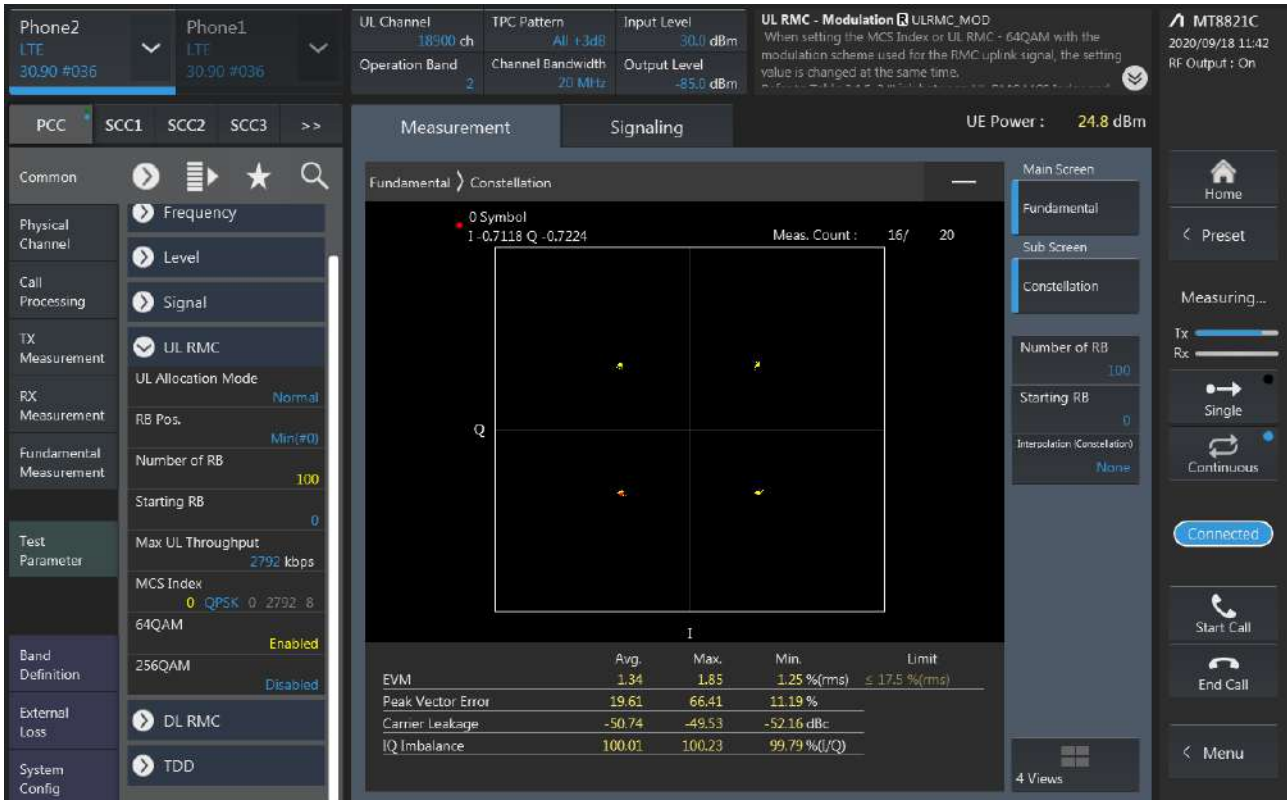 Phone2
LTE
30.90 #036
Phone1
LTE
30.90 #036
UL Channel
18900 ch
TPC Pattern
All +3dB
Input Level
30.0 dBm
Operation Band
2
Channel Bandwidth
20 MHz
Output Level
-85.0 dBm
UL RMC - Modulation R ULRMC_MOD
When setting the MCS Index or UL RMC - 64QAM with the
modulation scheme used for the RMC uplink signal, the setting
value is changed at the same time.
MT8821C
2020/09/18 11:42
RF Output : On
PCC
SCC1
SCC2
SCC3
>>
Measurement
Signaling
UE Power : 24.8 dBm
Common
Physical
Channel
Call
Processing
TX
Measurement
RX
Measurement
Fundamental
Measurement
Test
Parameter
Band
Definition
External
Loss
System
Config
Frequency
Level
Signal
UL RMC
UL Allocation Mode
Normal
RB Pos.
Min(#0)
Number of RB
100
Starting RB
0
Max UL Throughput
2792 kbps
MCS Index
0 QPSK 0 2792 8
64QAM
Enabled
256QAM
Disabled
DL RMC
TDD
Fundamental > Constellation
0 Symbol
I -0.7118 Q -0.7224
Meas. Count : 16/ 20
Q
I
Avg. Max. Min. Limit
EVM 1.34 1.85 1.25 %(rms) ≤ 17.5 %(rms)
Peak Vector Error 19.61 66.41 11.19 %
Carrier Leakage -50.74 -49.53 -52.16 dBc
IQ Imbalance 100.01 100.23 99.79 %(I/Q)
Main Screen
Fundamental
Sub Screen
Constellation
Number of RB
100
Starting RB
0
Interpolation (Constellation)
None
4 Views
Home
< Preset
Measuring...
Tx
Rx
Single
Continuous
Connected
Start Call
End Call
< Menu